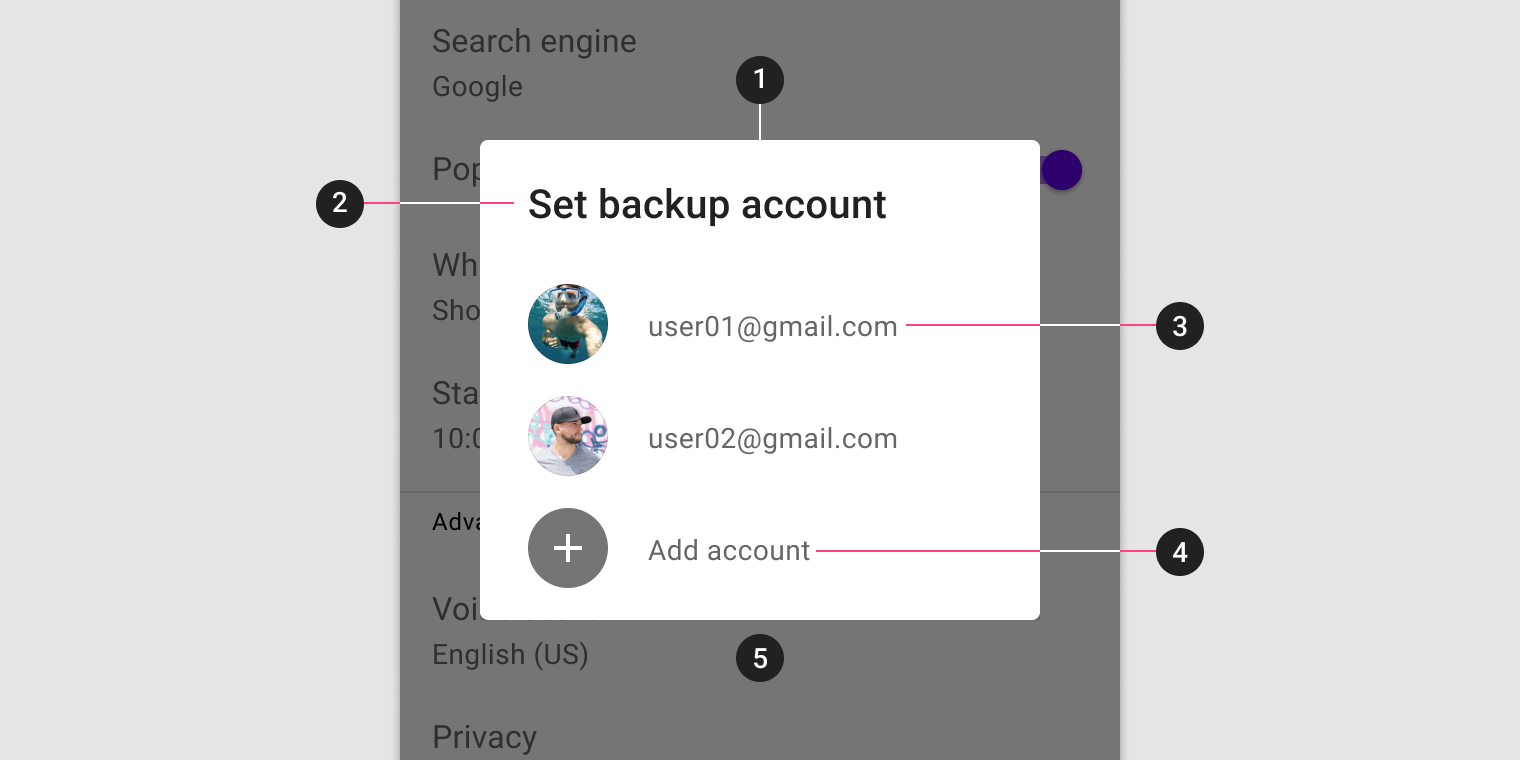 Search engine
Google
1
Pop
2
Set backup account
Wh
Sho
user01@gmail.com
3
Sta
10:0
user02@gmail.com
Adva
Add account
4
Voi
English (US)
5
Privacy